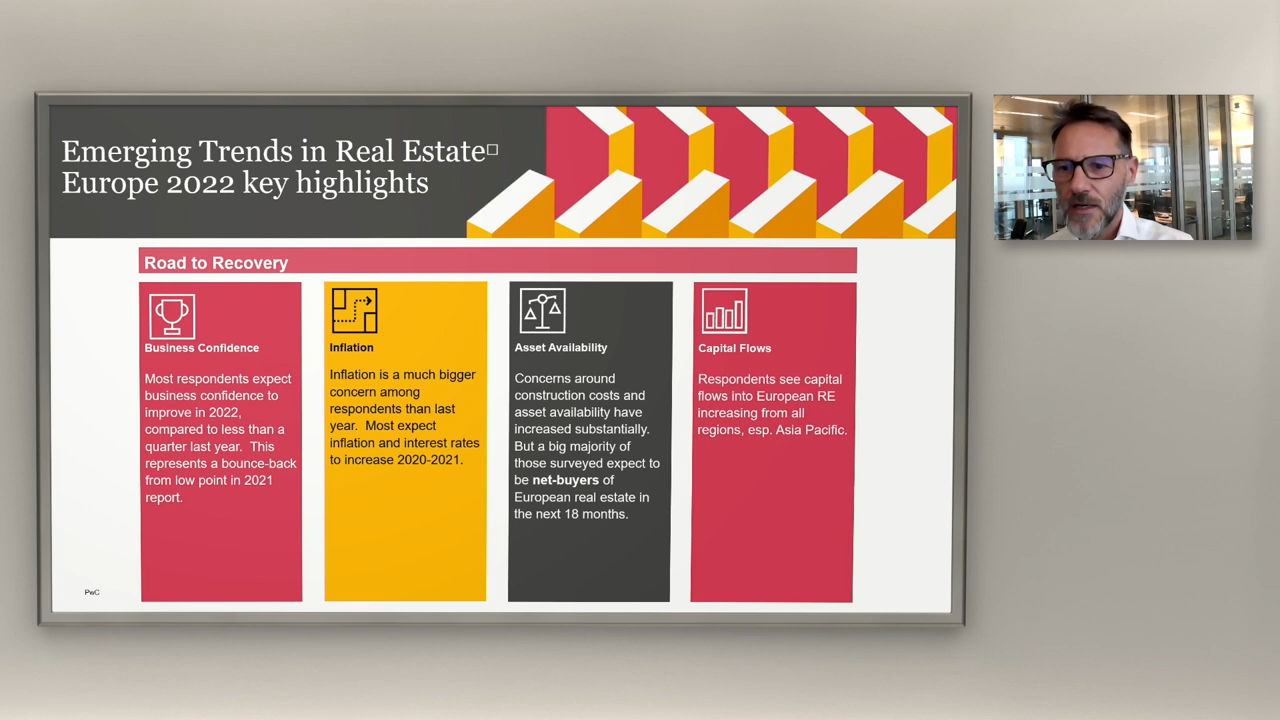 Emerging Trends in Real Estate□
Europe 2022 key highlights
Road to Recovery
Business Confidence
Most respondents expect
business confidence to
improve in 2022,
compared to less than a
quarter last year. This
represents a bounce-back
from low point in 2021
report.
Inflation
Inflation is a much bigger
concern among
respondents than last
year. Most expect
inflation and interest rates
to increase 2020-2021.
Asset Availability
Concerns around
construction costs and
asset availability have
increased substantially.
But a big majority of
those surveyed expect to
be net-buyers of
European real estate in
the next 18 months.
Capital Flows
Respondents see capital
flows into European RE
increasing from all
regions, esp. Asia Pacific.
PwC